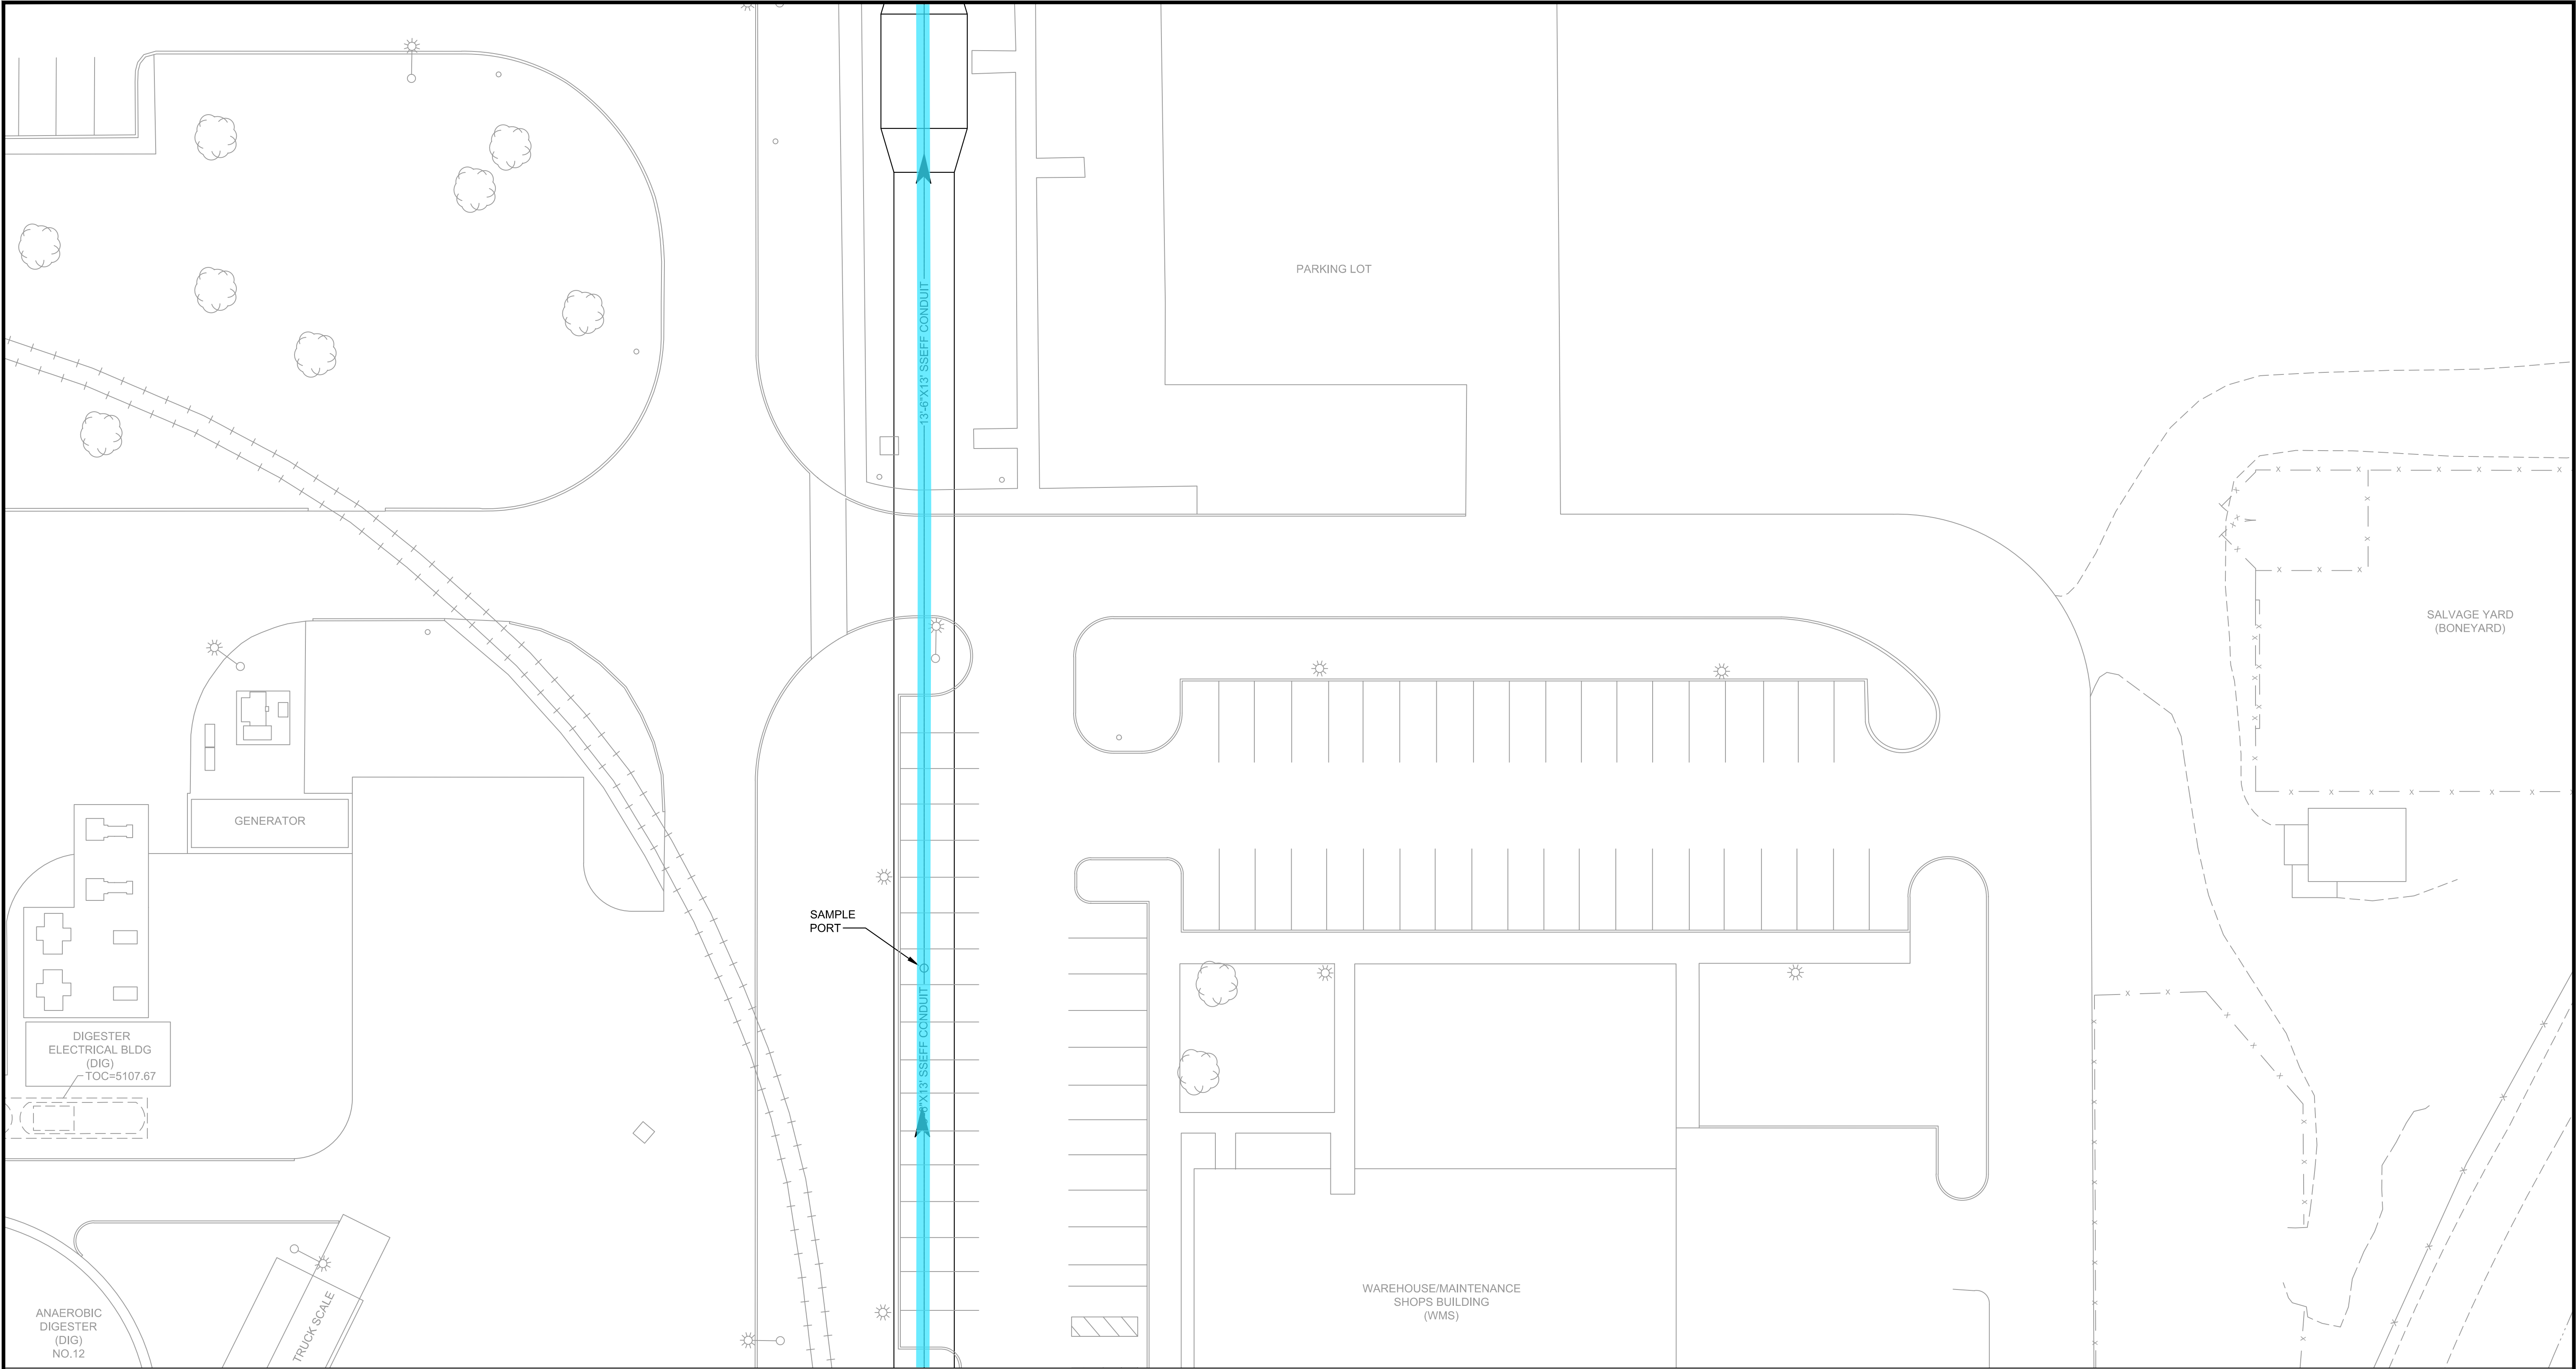 PARKING LOT
13'-6"X13' SSEFF CONDUIT
SALVAGE YARD
(BONEYARD)
GENERATOR
SAMPLE
PORT
6"X13' SSEFF CONDUIT
DIGESTER
ELECTRICAL BLDG
(DIG)
TOC=5107.67
ANAEROBIC
DIGESTER
(DIG)
NO.12
TRUCK SCALE
WAREHOUSE/MAINTENANCE
SHOPS BUILDING
(WMS)